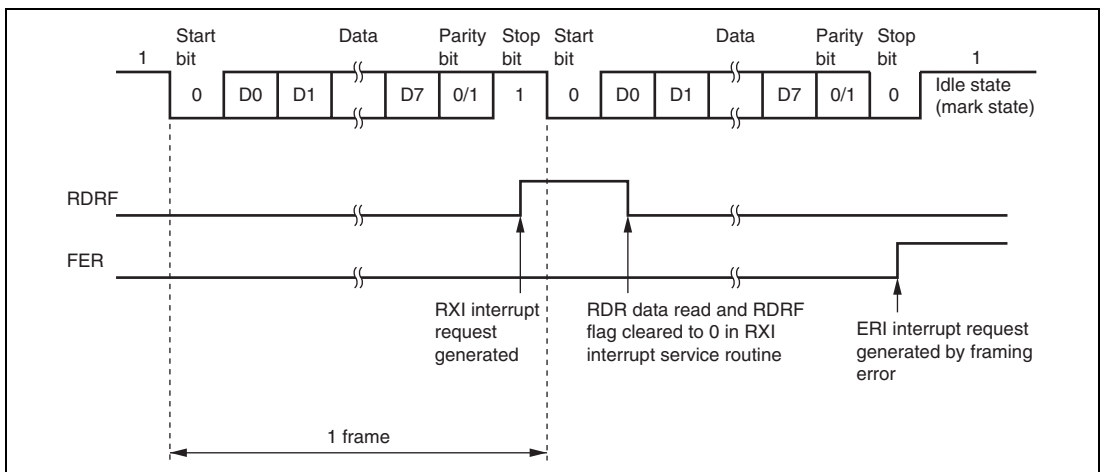 Start Data Parity Stop Start Data Parity Stop
1 bit bit bit bit bit bit 1
0 D0 D1 D7 0/1 1 0 D0 D1 D7 0/1 0 Idle state
(mark state)
RDRF
FER
RXI interrupt
request
generated
RDR data read and RDRF
flag cleared to 0 in RXI
interrupt service routine
ERI interrupt request
generated by framing
error
1 frame